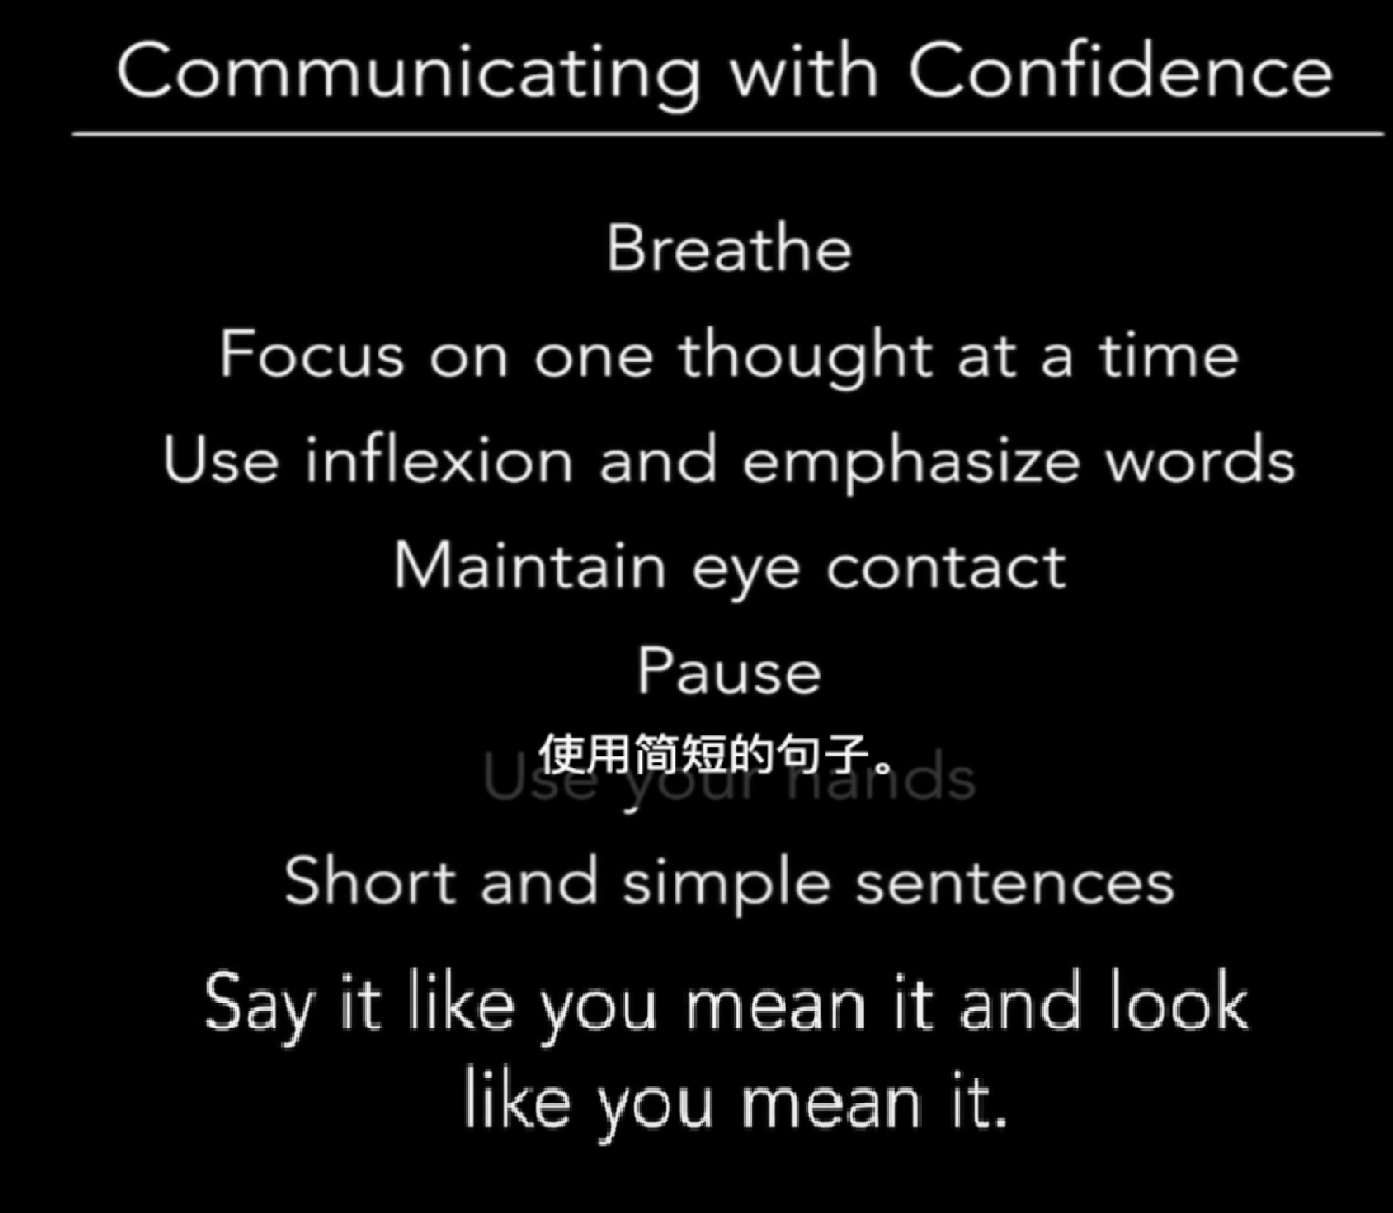 Communicating with Confidence
Breathe
Focus on one thought at a time
Use inflexion and emphasize words
Maintain eye contact
Pause
使用简短的句子。
Use your hands
Short and simple sentences
Say it like you mean it and look
like you mean it.